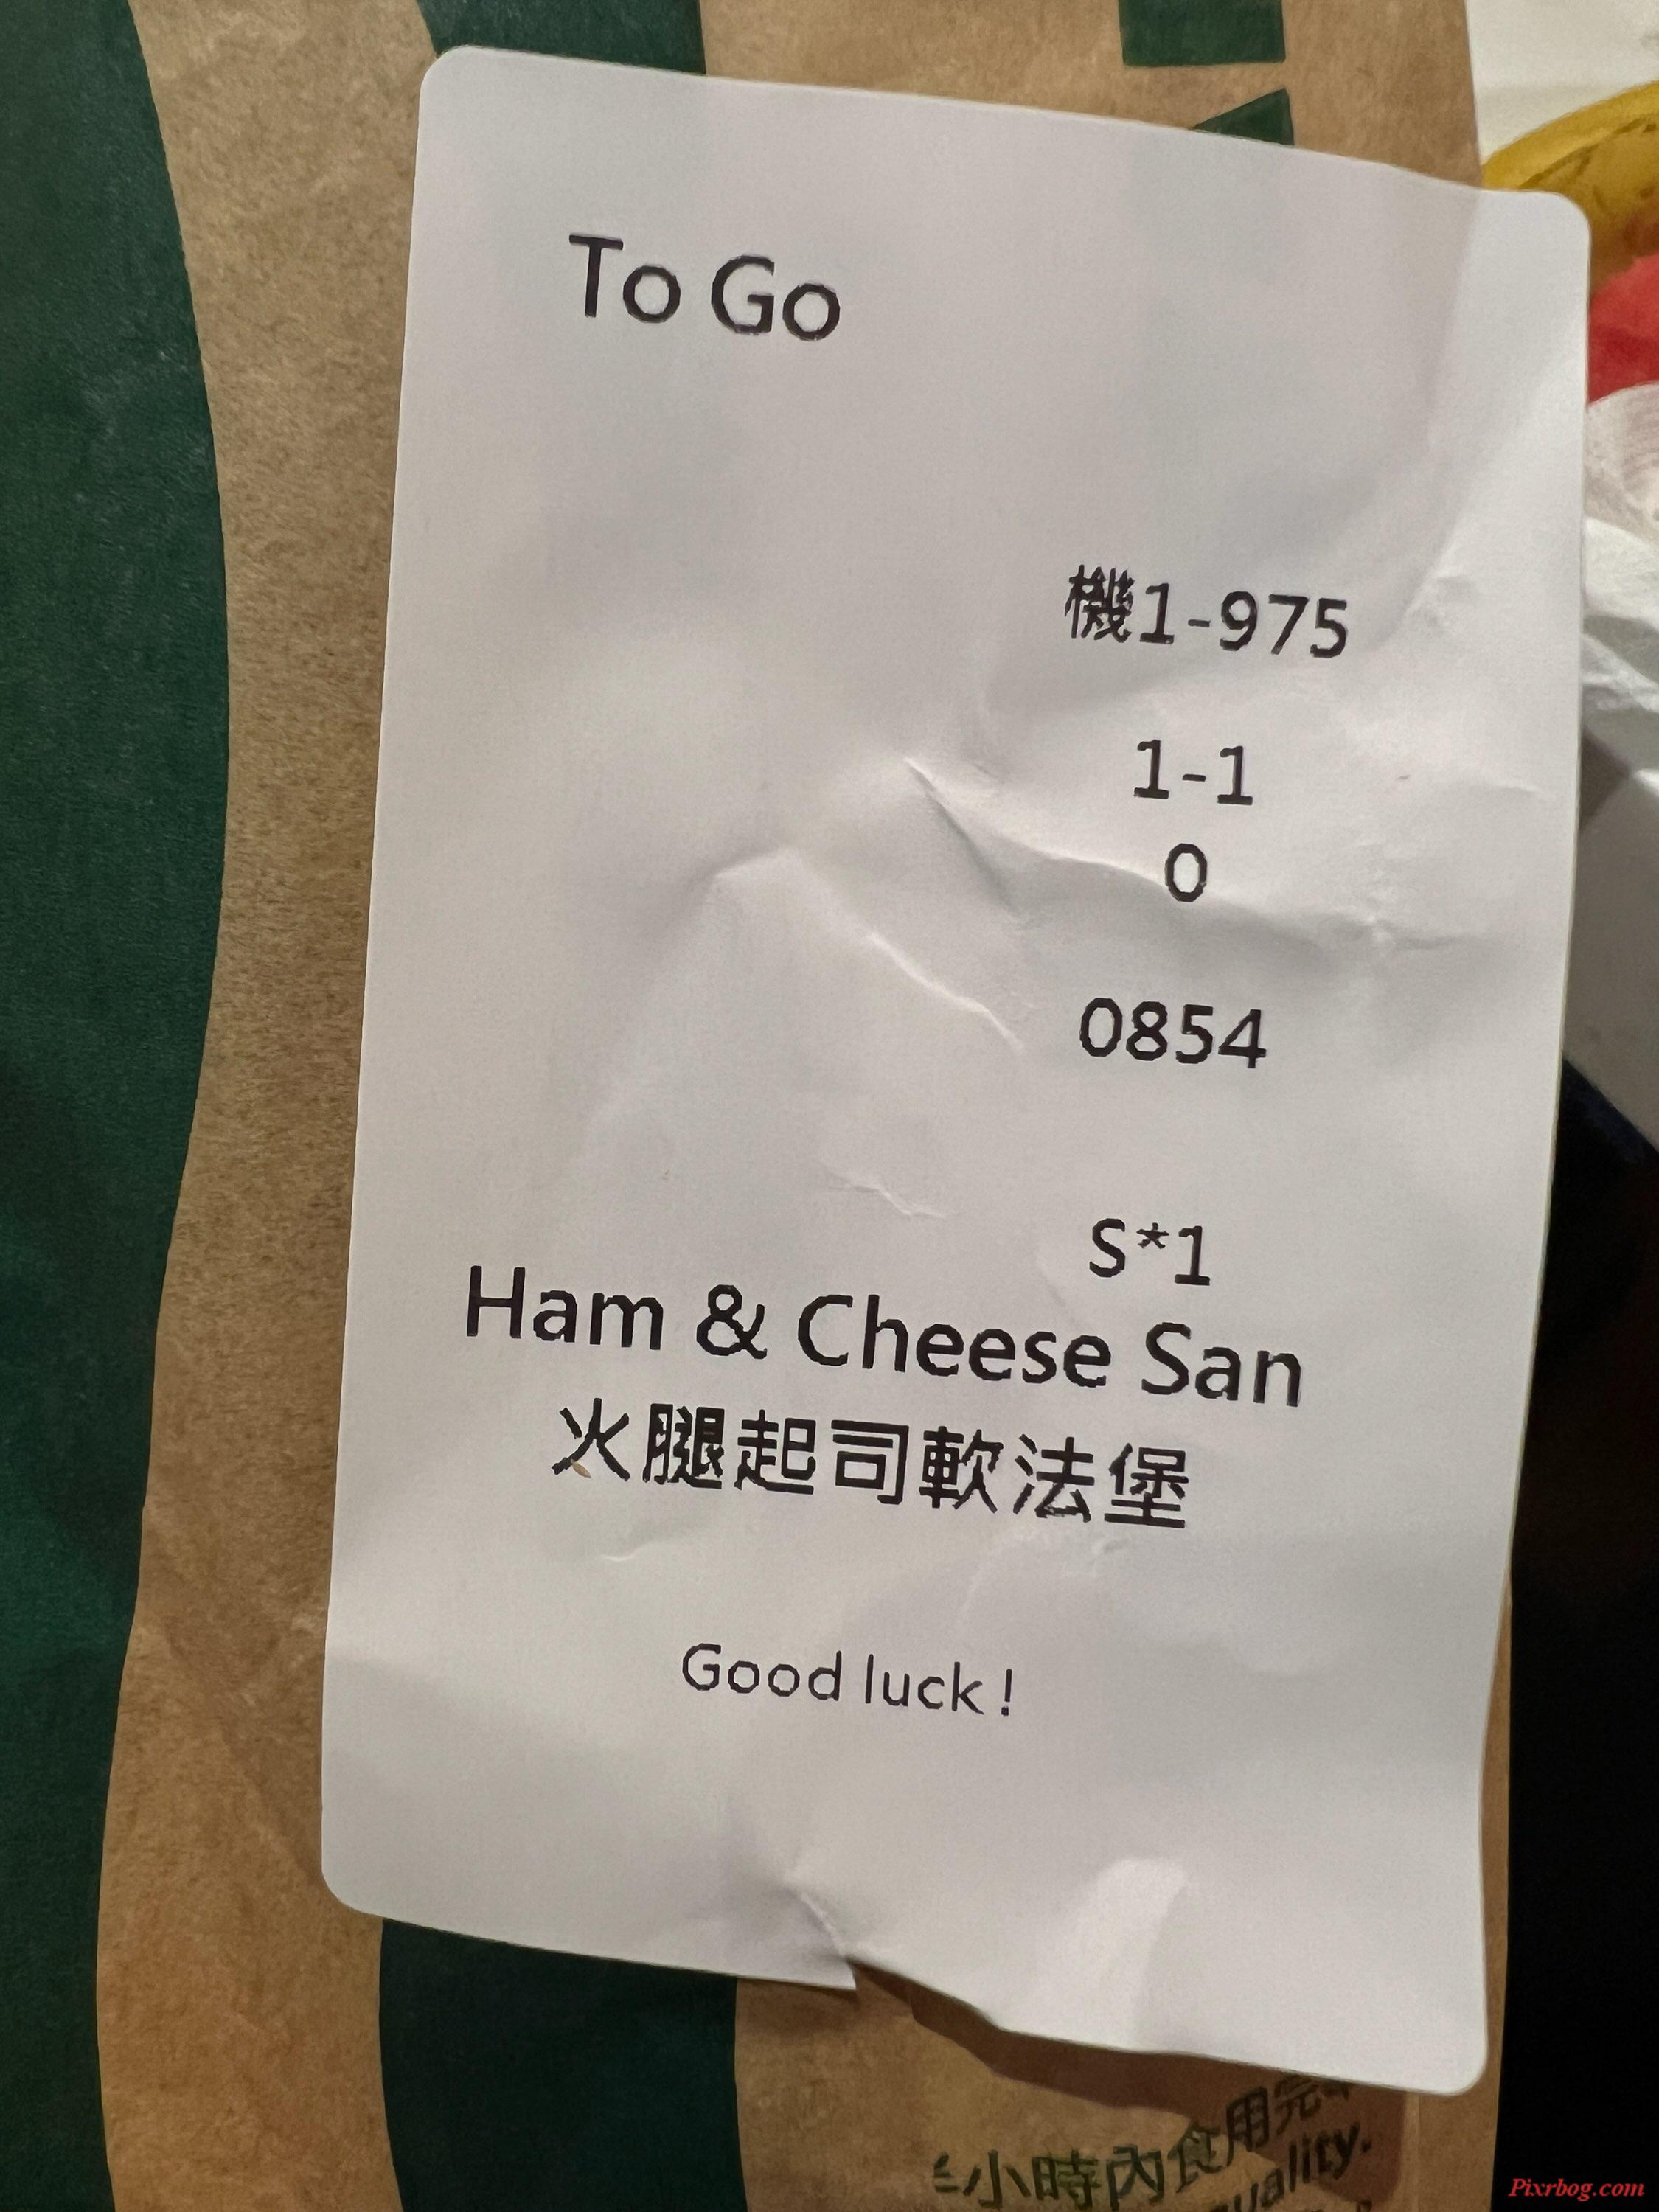 To Go
機1-975
1-1
0
0854
S*1
Ham & Cheese San
火腿起司軟法堡
Good luck !
小時內食用完
quality.
Pixrbog.com